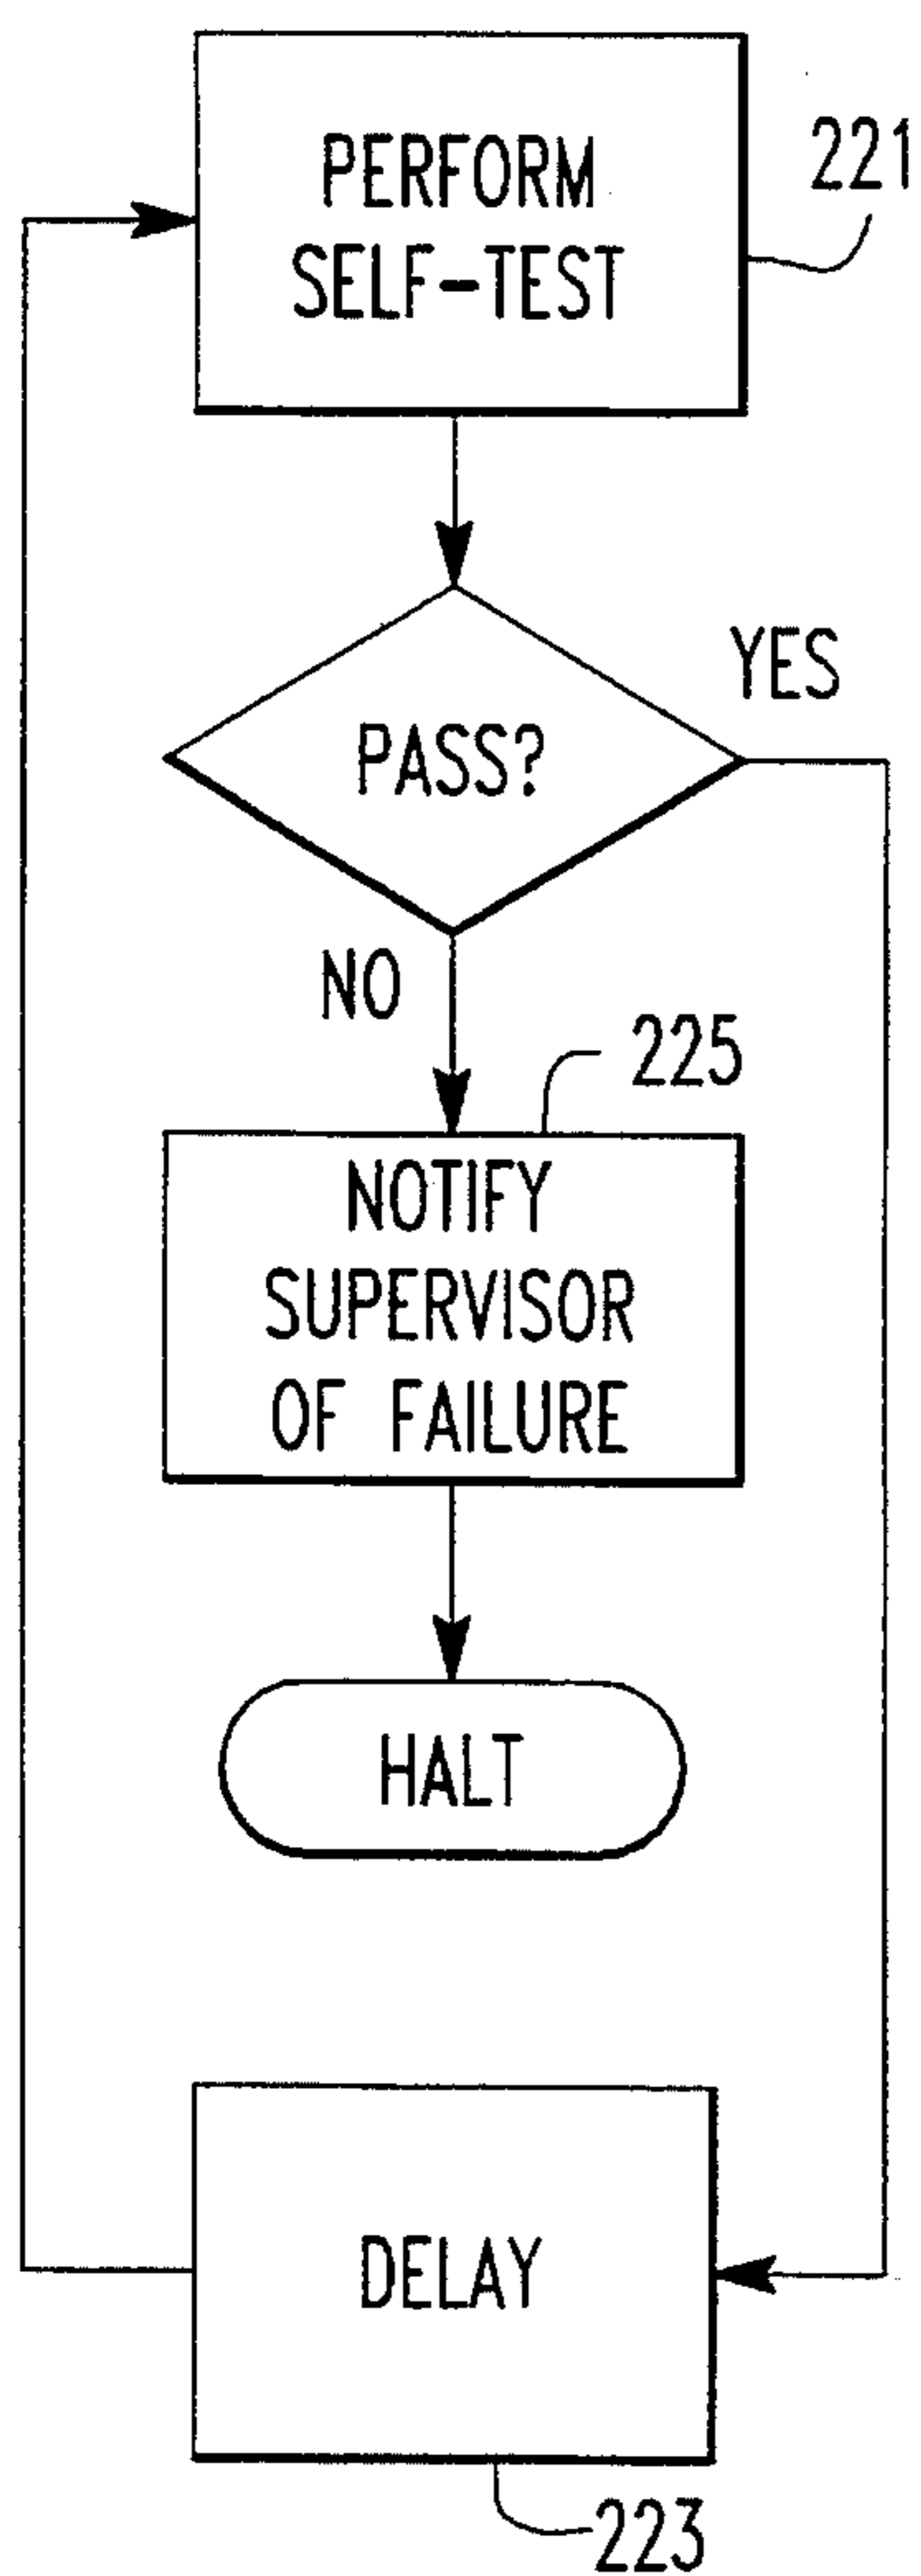 PERFORM
SELF-TEST
221
PASS?
YES
NO
225
NOTIFY
SUPERVISOR
OF FAILURE
HALT
DELAY
223